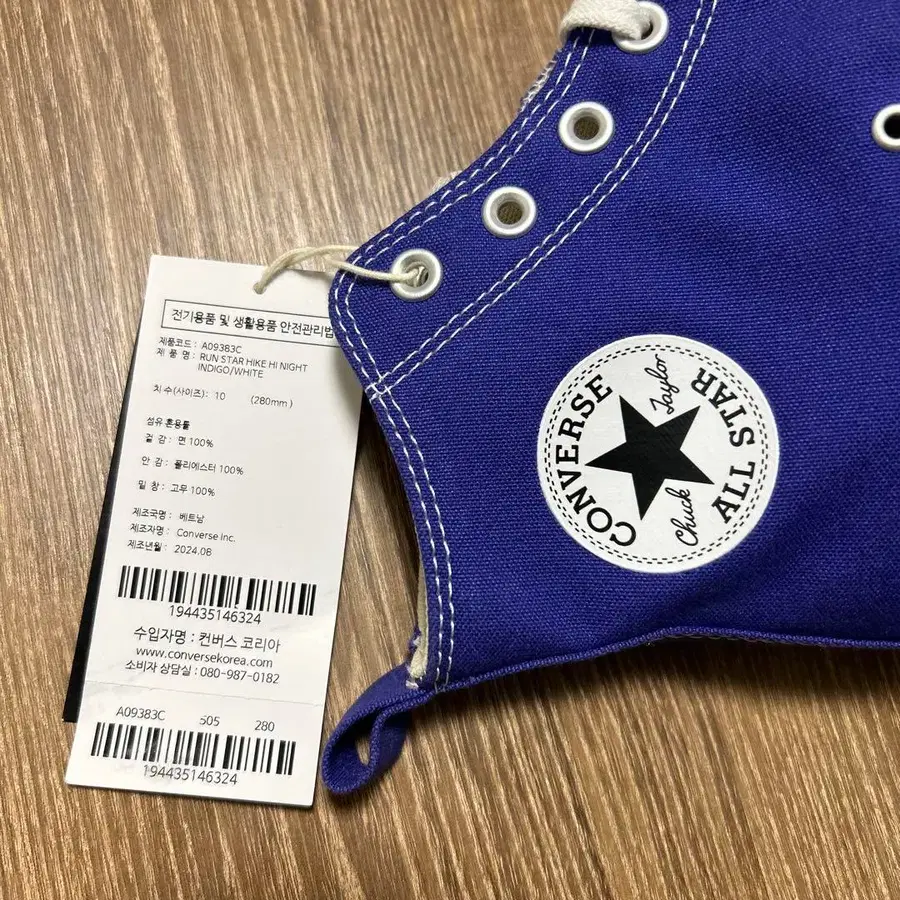 전기용품 및 생활용품 안전관리법
제품코드 : A09383C
제 품 명 : RUN STAR HIKE HI NIGHT
INDIGO/WHITE
치 수(사이즈) : 10 (280mm)
섬유 혼용률
겉 감 : 면 100%
안 감 : 폴리에스터 100%
밑 창 : 고무 100%
제조국명 : 베트남
제조자명 : Converse inc.
제조년월 : 2024.08
194435146324
수입자명 : 컨버스 코리아
www.conversekorea.com
소비자 상담실 : 080-987-0182
A09383C 505 280
194435146324
CONVERSE
ALL STAR
Chuck Taylor